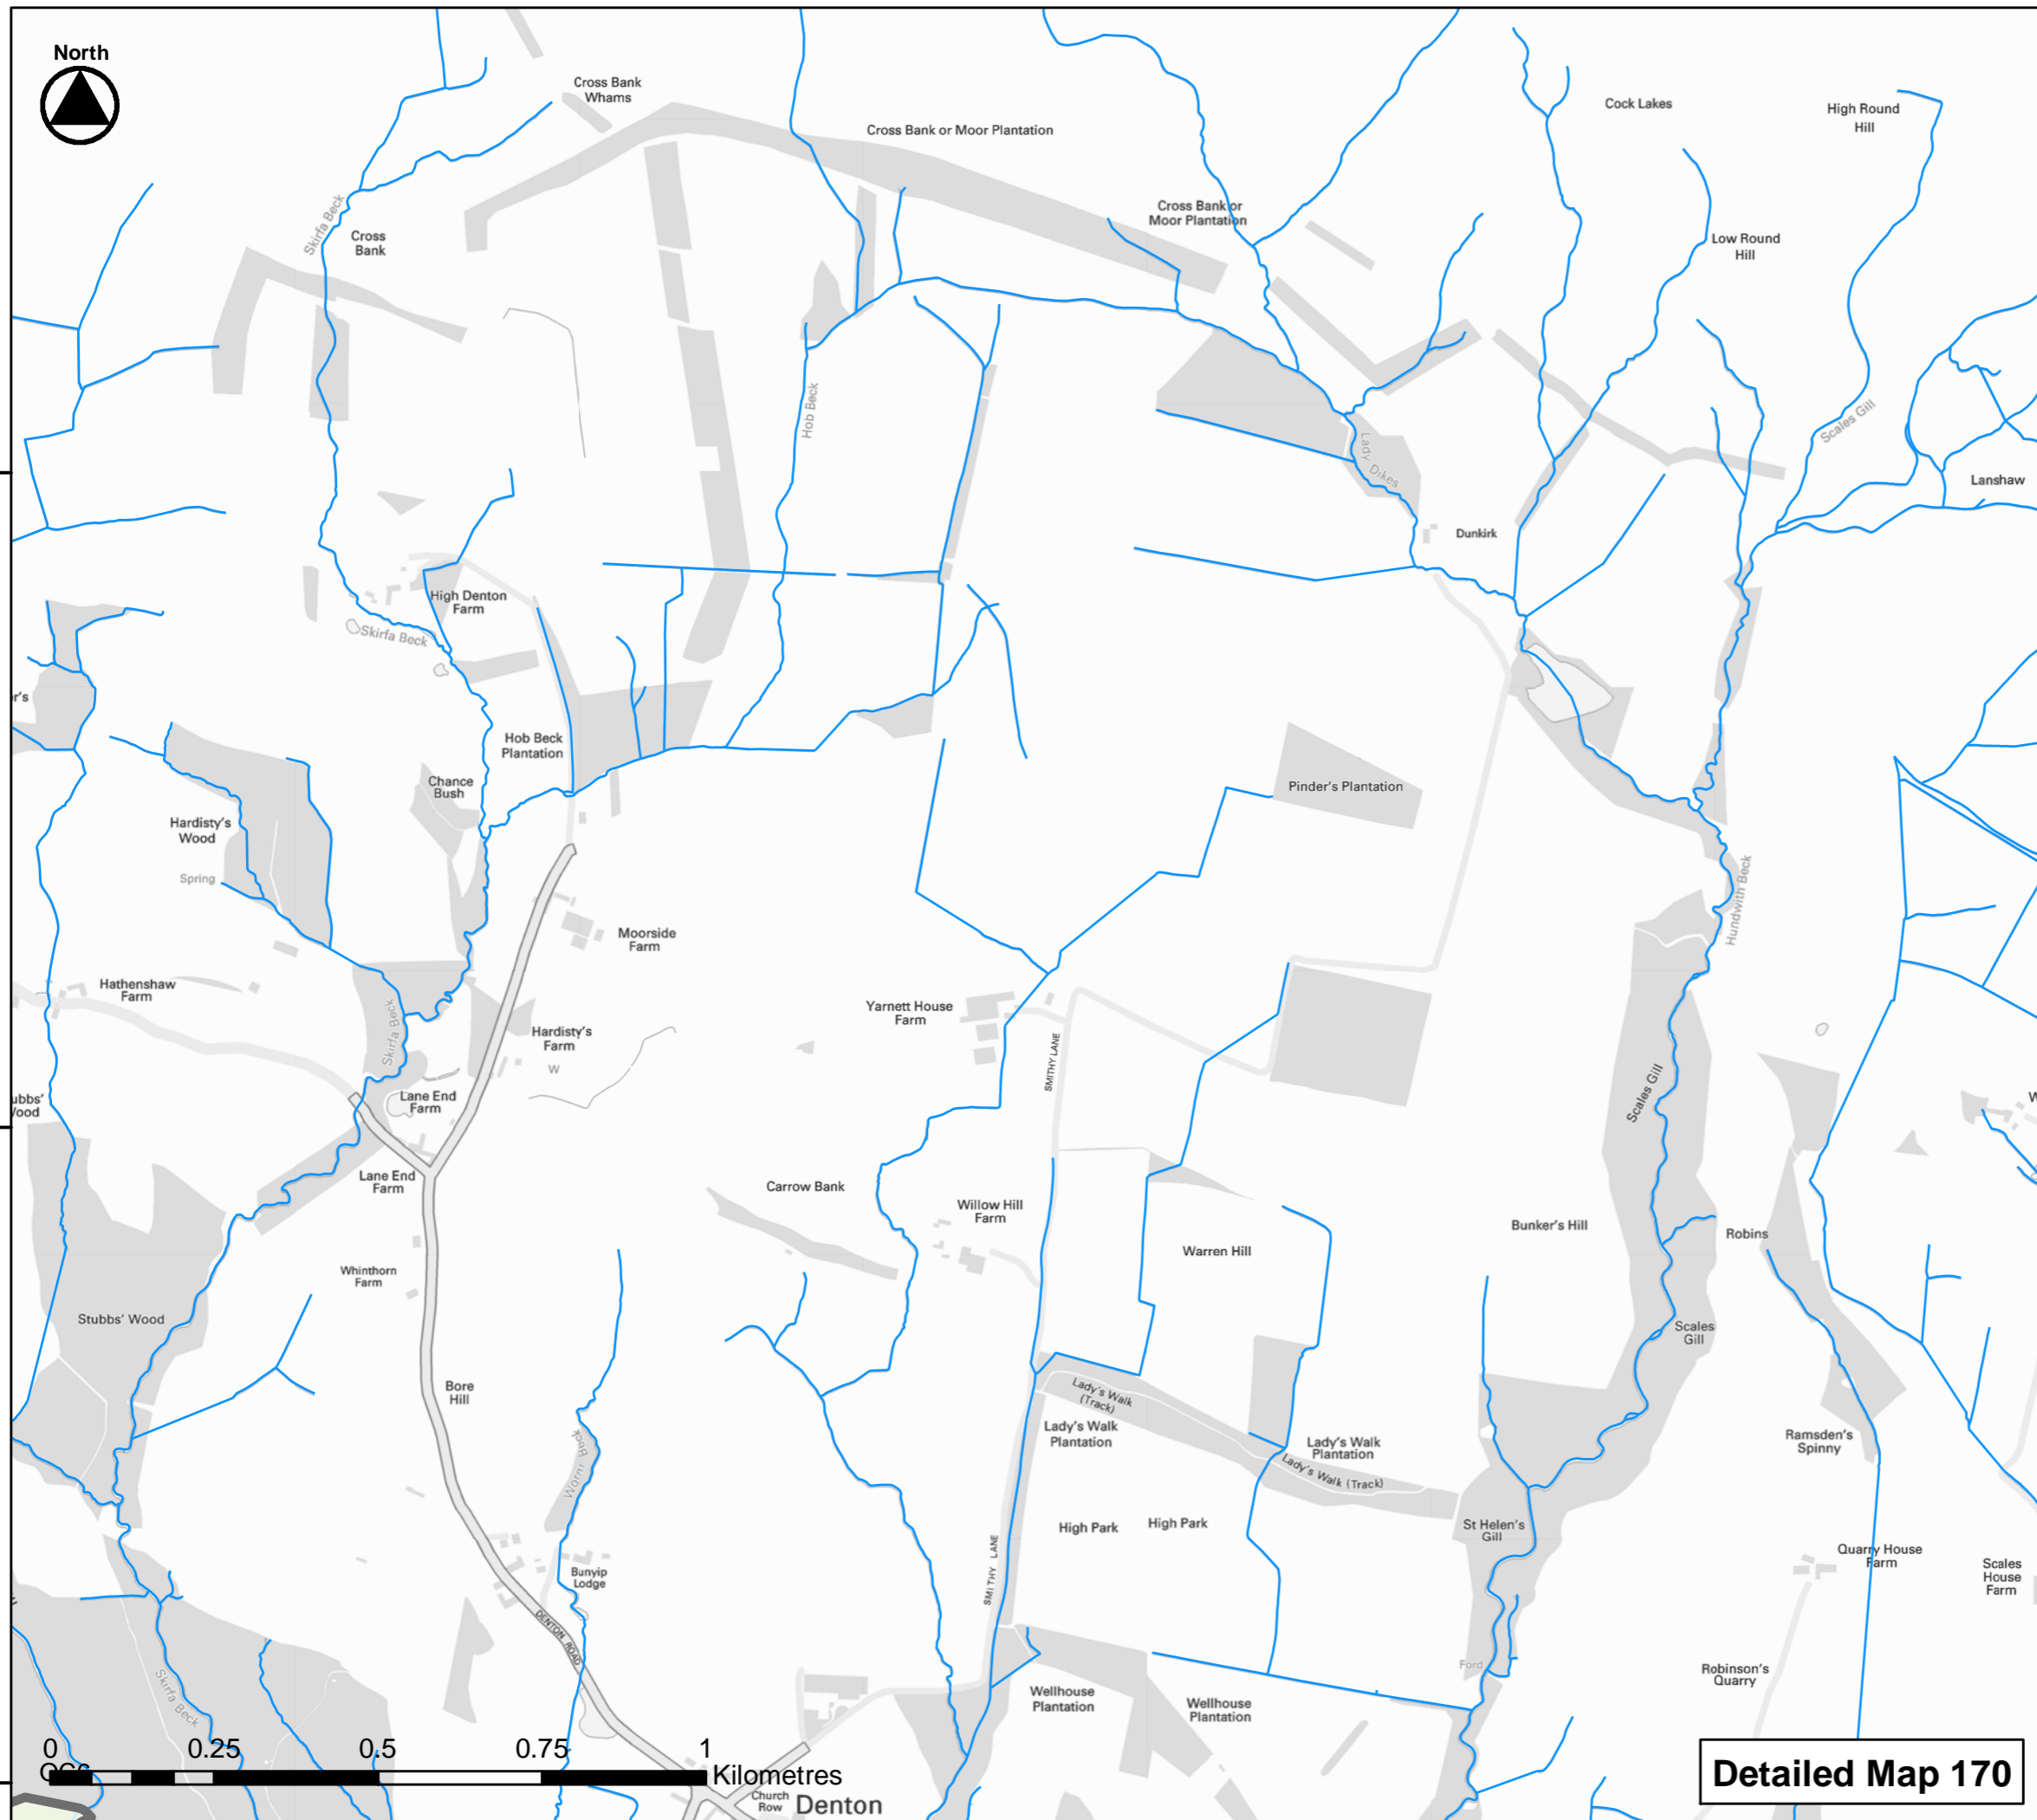 North
Cross Bank
Whams
Cross Bank or Moor Plantation
Cock Lakes
High Round
Hill
Skirfa Beck
Cross
Bank
Cross Bank or
Moor Plantation
Low Round
Hill
Hob Beck
Lady Dikes
Scales Gill
Lanshaw
Dunkirk
High Denton
Farm
Skirfa Beck
er's
Hob Beck
Plantation
Chance
Bush
Pinder's Plantation
Hardisty's
Wood
Spring
Hundwith Beck
Moorside
Farm
Hathenshaw
Farm
Yarnett House
Farm
Skirfa Beck
Hardisty's
Farm
W
SMITHY LANE
Scales Gill
ubbs'
Wood
Lane End
Farm
W
Lane End
Farm
Carrow Bank
Willow Hill
Farm
Warren Hill
Bunker's Hill
Robins
Whinthorn
Farm
Stubbs' Wood
Scales
Gill
Bore
Hill
Lady's Walk
(Track)
Lady's Walk
Plantation
Lady's Walk
Plantation
Lady's Walk (Track)
Ramsden's
Spinny
Worm Beck
High Park
High Park
St Helen's
Gill
Quarry House
Farm
Scales
House
Farm
Bunyip
Lodge
SMITHY LANE
DENTON ROAD
Ford
Robinson's
Quarry
Skirfa Beck
Wellhouse
Plantation
Wellhouse
Plantation
0 0.25 0.5 0.75 1
Kilometres
Church
Row
Denton
Detailed Map 170